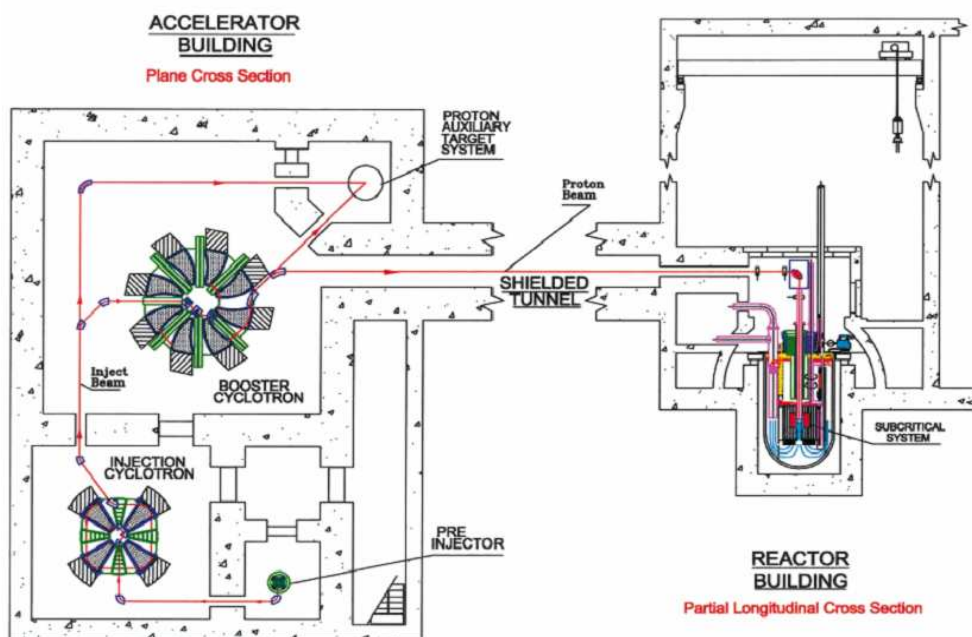 ACCELERATOR
BUILDING
Plane Cross Section
PROTON
AUXILIARY
TARGET
SYSTEM
Proton
Beam
SHIELDED
TUNNEL
Inject
Beam
BOOSTER
CYCLOTRON
INJECTION
CYCLOTRON
PRE
INJECTOR
SUBCRITICAL
SYSTEM
REACTOR
BUILDING
Partial Longitudinal Cross Section